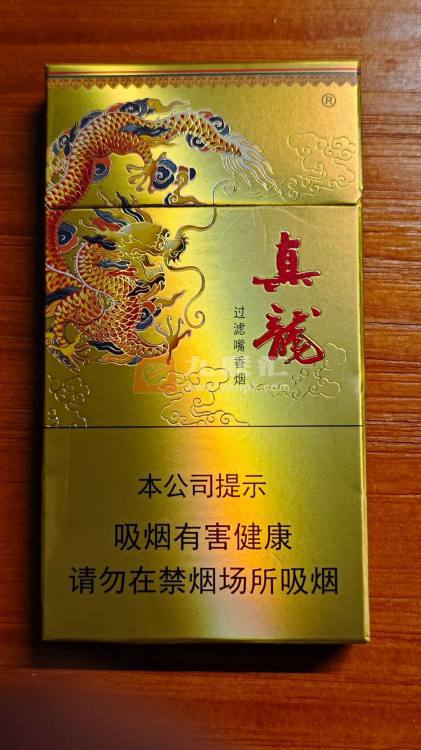 ®
真龍
过滤嘴香烟
本公司提示
吸烟有害健康
请勿在禁烟场所吸烟